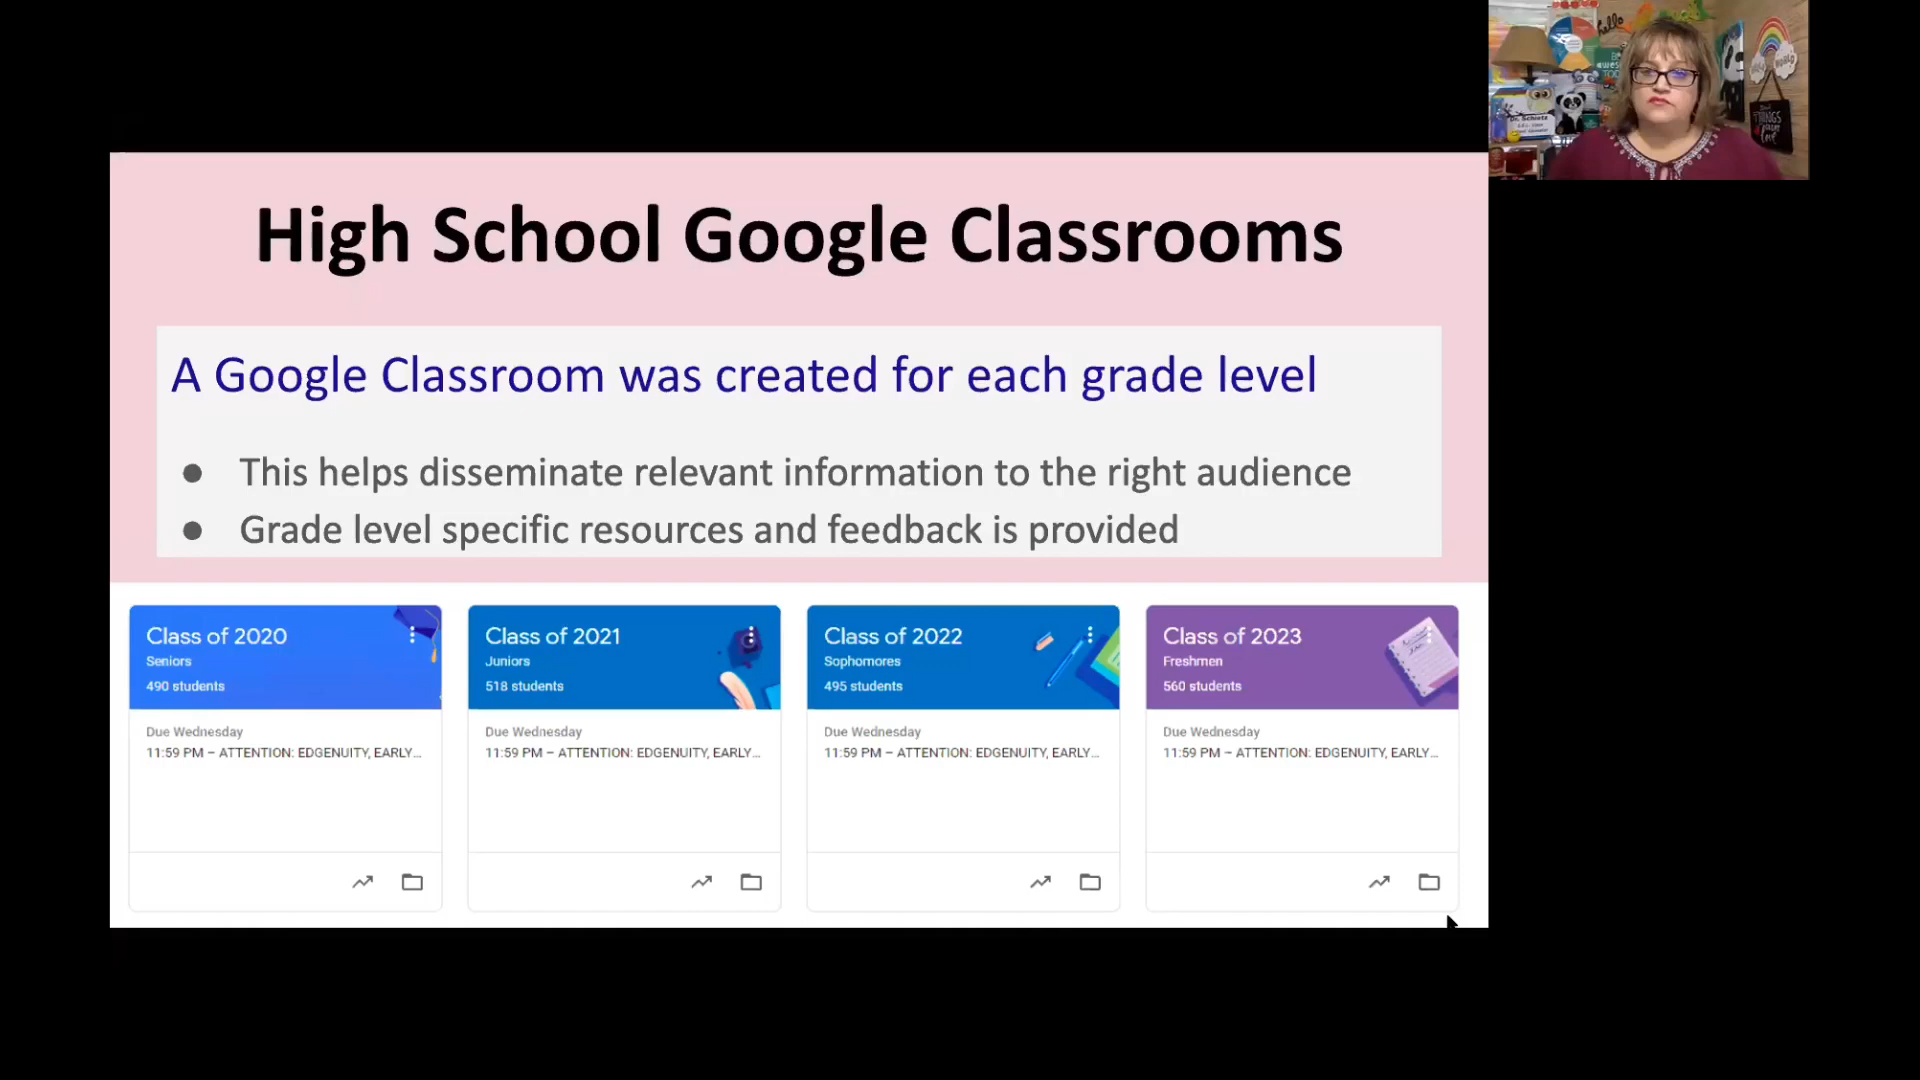 High School Google Classrooms
A Google Classroom was created for each grade level
● This helps disseminate relevant information to the right audience
● Grade level specific resources and feedback is provided
Class of 2020
Seniors
490 students
Due Wednesday
11:59 PM – ATTENTION: EDGENUITY, EARLY...
Class of 2021
Juniors
518 students
Due Wednesday
11:59 PM – ATTENTION: EDGENUITY, EARLY...
Class of 2022
Sophomores
495 students
Due Wednesday
11:59 PM – ATTENTION: EDGENUITY, EARLY...
Class of 2023
Freshmen
560 students
Due Wednesday
11:59 PM – ATTENTION: EDGENUITY, EARLY...
hello
Dr. Schietz
THINGS